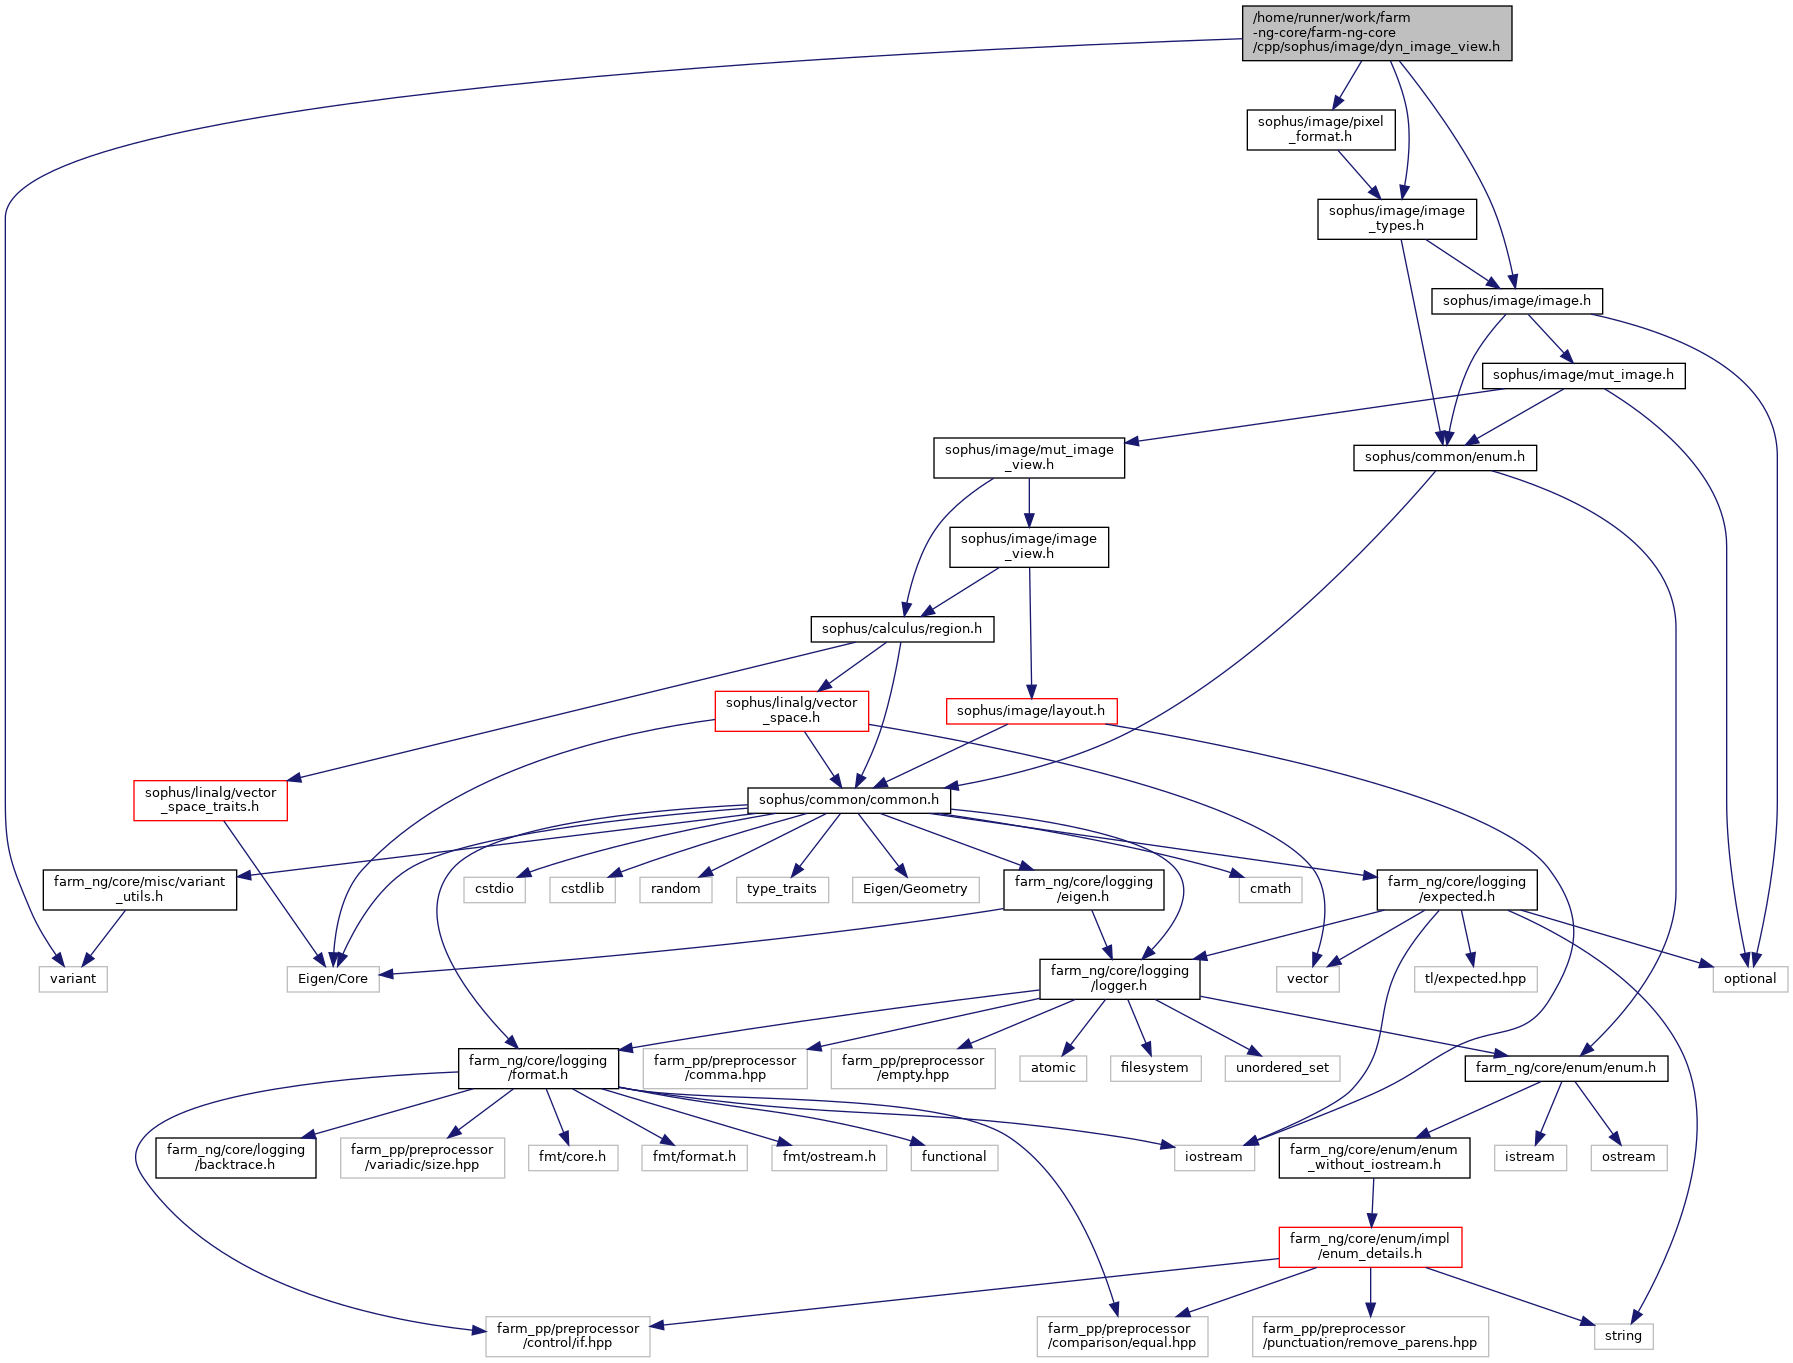 /home/runner/work/farm
-ng-core/farm-ng-core
/cpp/sophus/image/dyn_image_view.h
sophus/image/pixel
_format.h
sophus/image/image
_types.h
sophus/image/image.h
sophus/image/mut_image.h
sophus/image/mut_image
_view.h
sophus/common/enum.h
sophus/image/image
_view.h
sophus/calculus/region.h
sophus/linalg/vector
_space.h
sophus/image/layout.h
sophus/linalg/vector
_space_traits.h
sophus/common/common.h
farm_ng/core/misc/variant
_utils.h
cstdio
cstdlib
random
type_traits
Eigen/Geometry
farm_ng/core/logging
/eigen.h
cmath
farm_ng/core/logging
/expected.h
variant
Eigen/Core
farm_ng/core/logging
/logger.h
vector
tl/expected.hpp
optional
farm_ng/core/logging
/format.h
farm_pp/preprocessor
/comma.hpp
farm_pp/preprocessor
/empty.hpp
atomic
filesystem
unordered_set
farm_ng/core/enum/enum.h
farm_ng/core/logging
/backtrace.h
farm_pp/preprocessor
/variadic/size.hpp
fmt/core.h
fmt/format.h
fmt/ostream.h
functional
iostream
farm_ng/core/enum/enum
_without_iostream.h
istream
ostream
farm_ng/core/enum/impl
/enum_details.h
farm_pp/preprocessor
/control/if.hpp
farm_pp/preprocessor
/comparison/equal.hpp
farm_pp/preprocessor
/punctuation/remove_parens.hpp
string